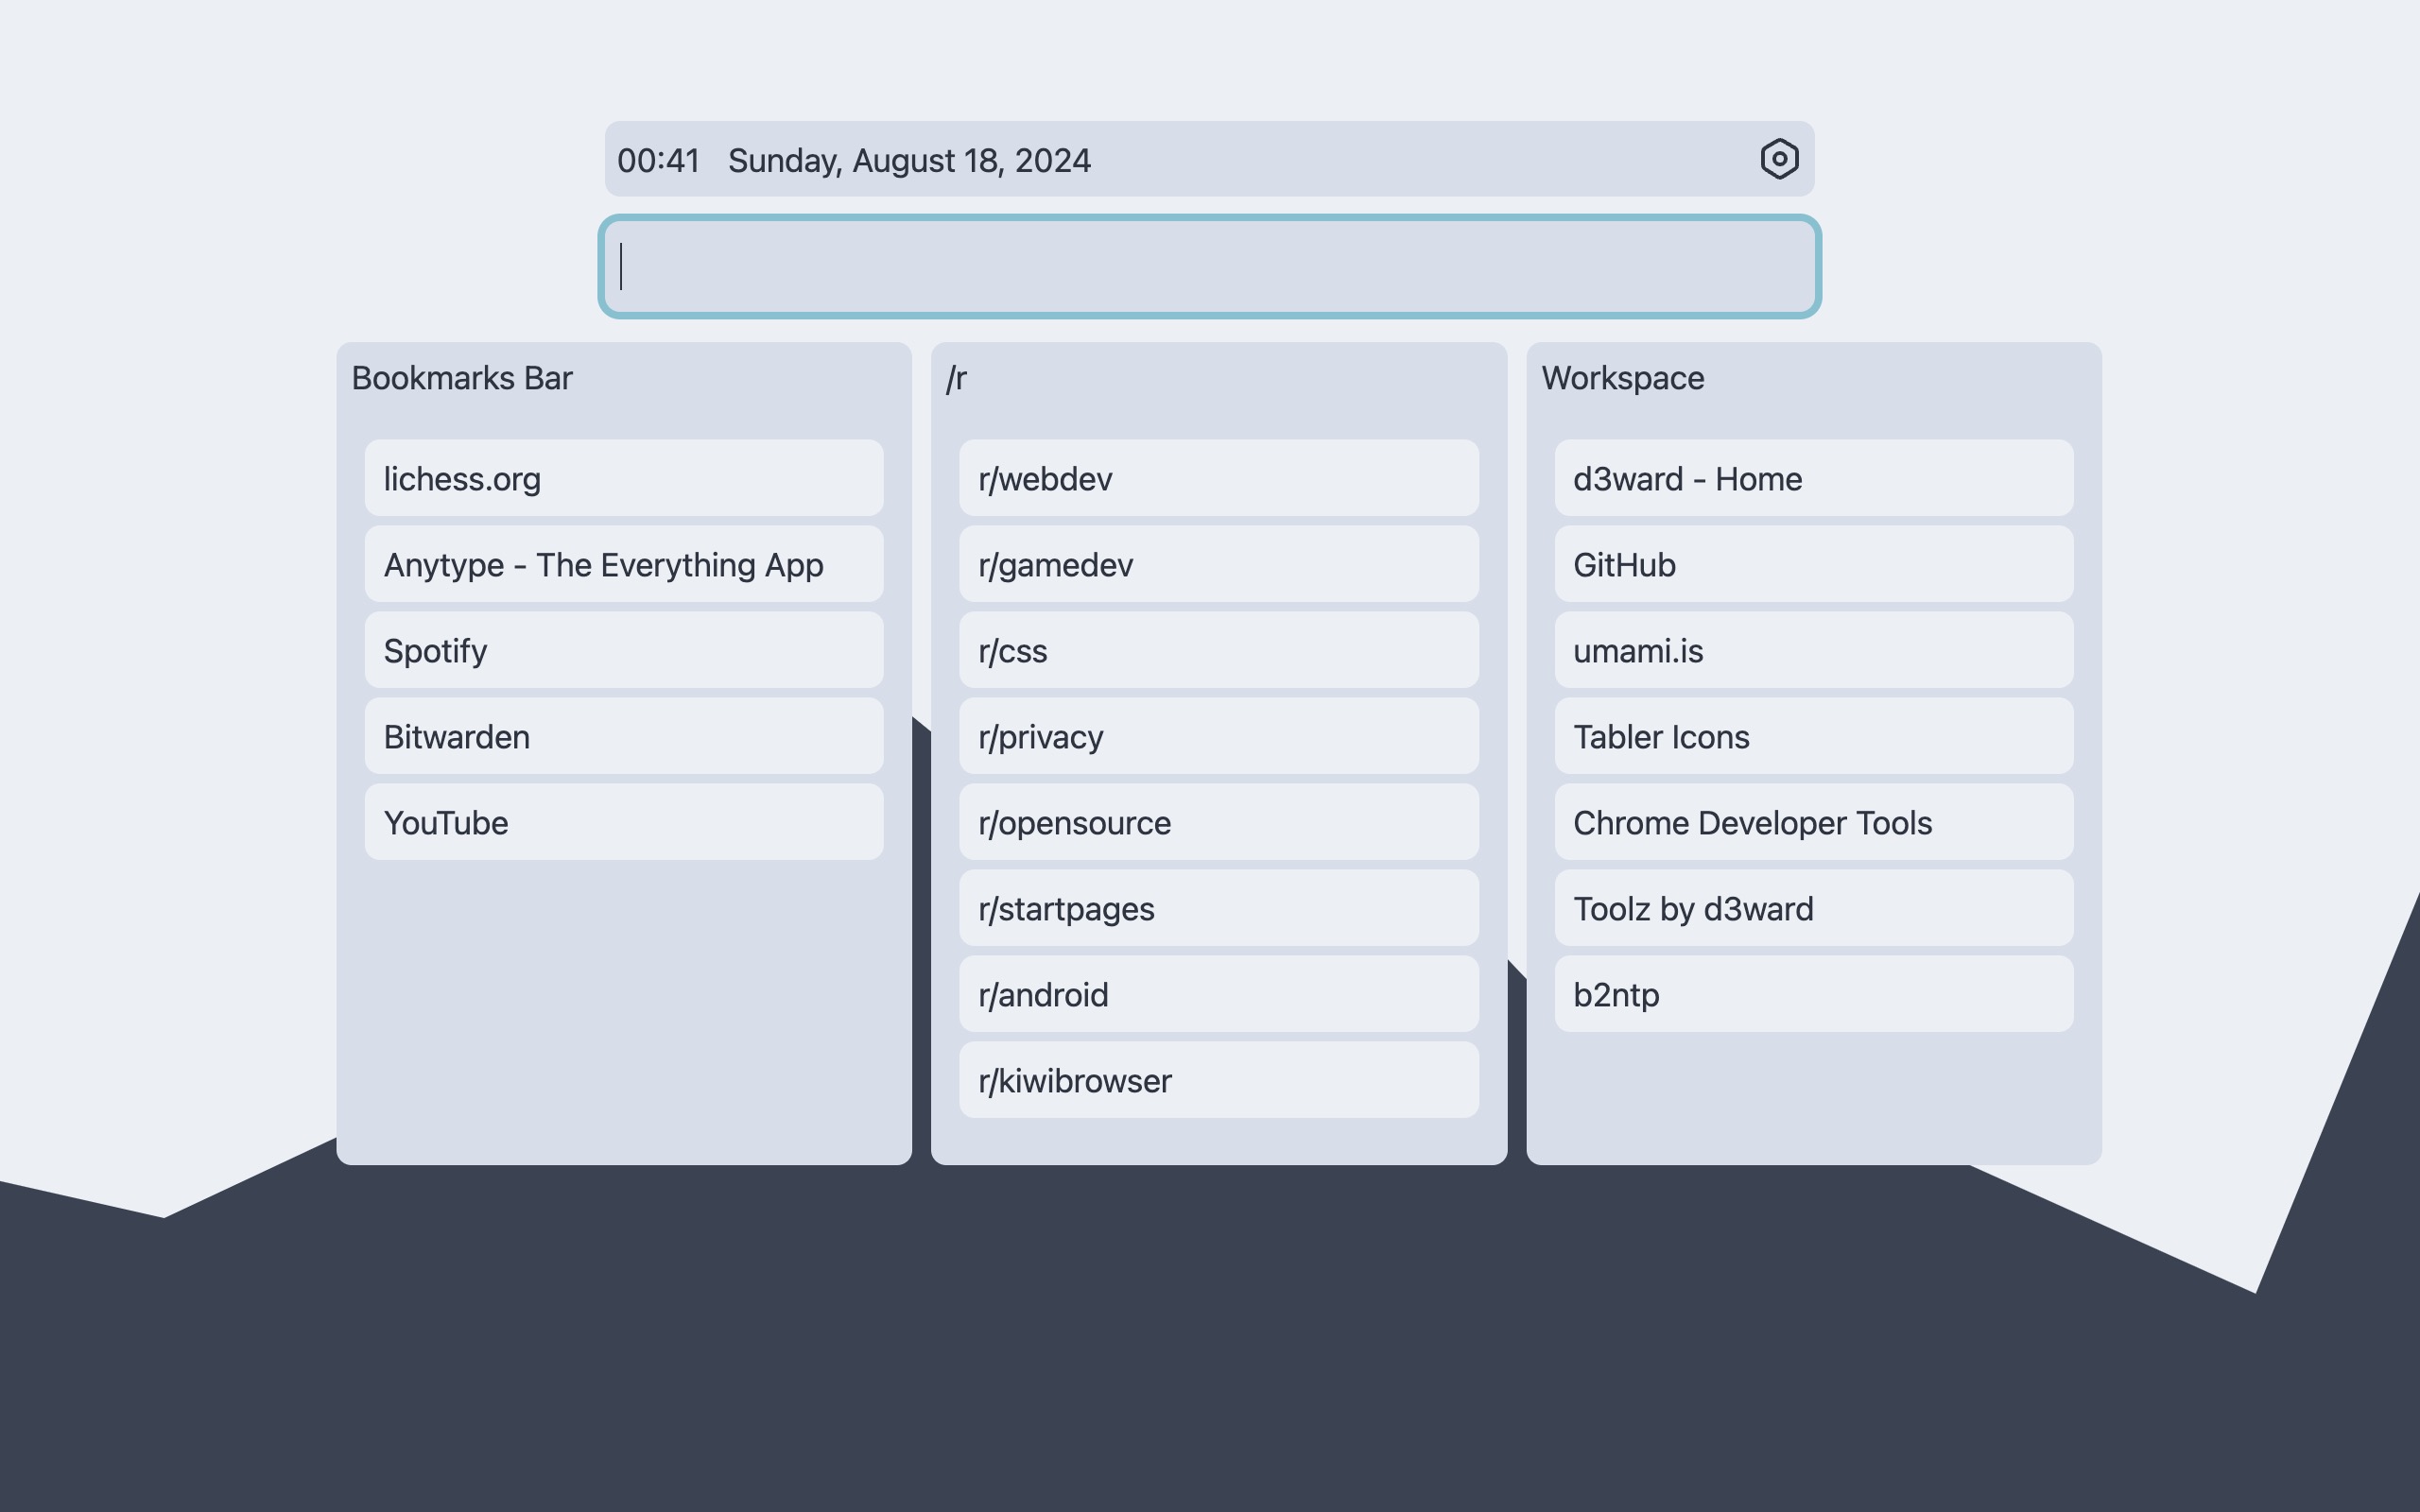 00:41 Sunday, August 18, 2024
Bookmarks Bar
lichess.org
Anytype - The Everything App
Spotify
Bitwarden
YouTube
/r
r/webdev
r/gamedev
r/css
r/privacy
r/opensource
r/startpages
r/android
r/kiwibrowser
Workspace
d3ward - Home
GitHub
umami.is
Tabler Icons
Chrome Developer Tools
Toolz by d3ward
b2ntp